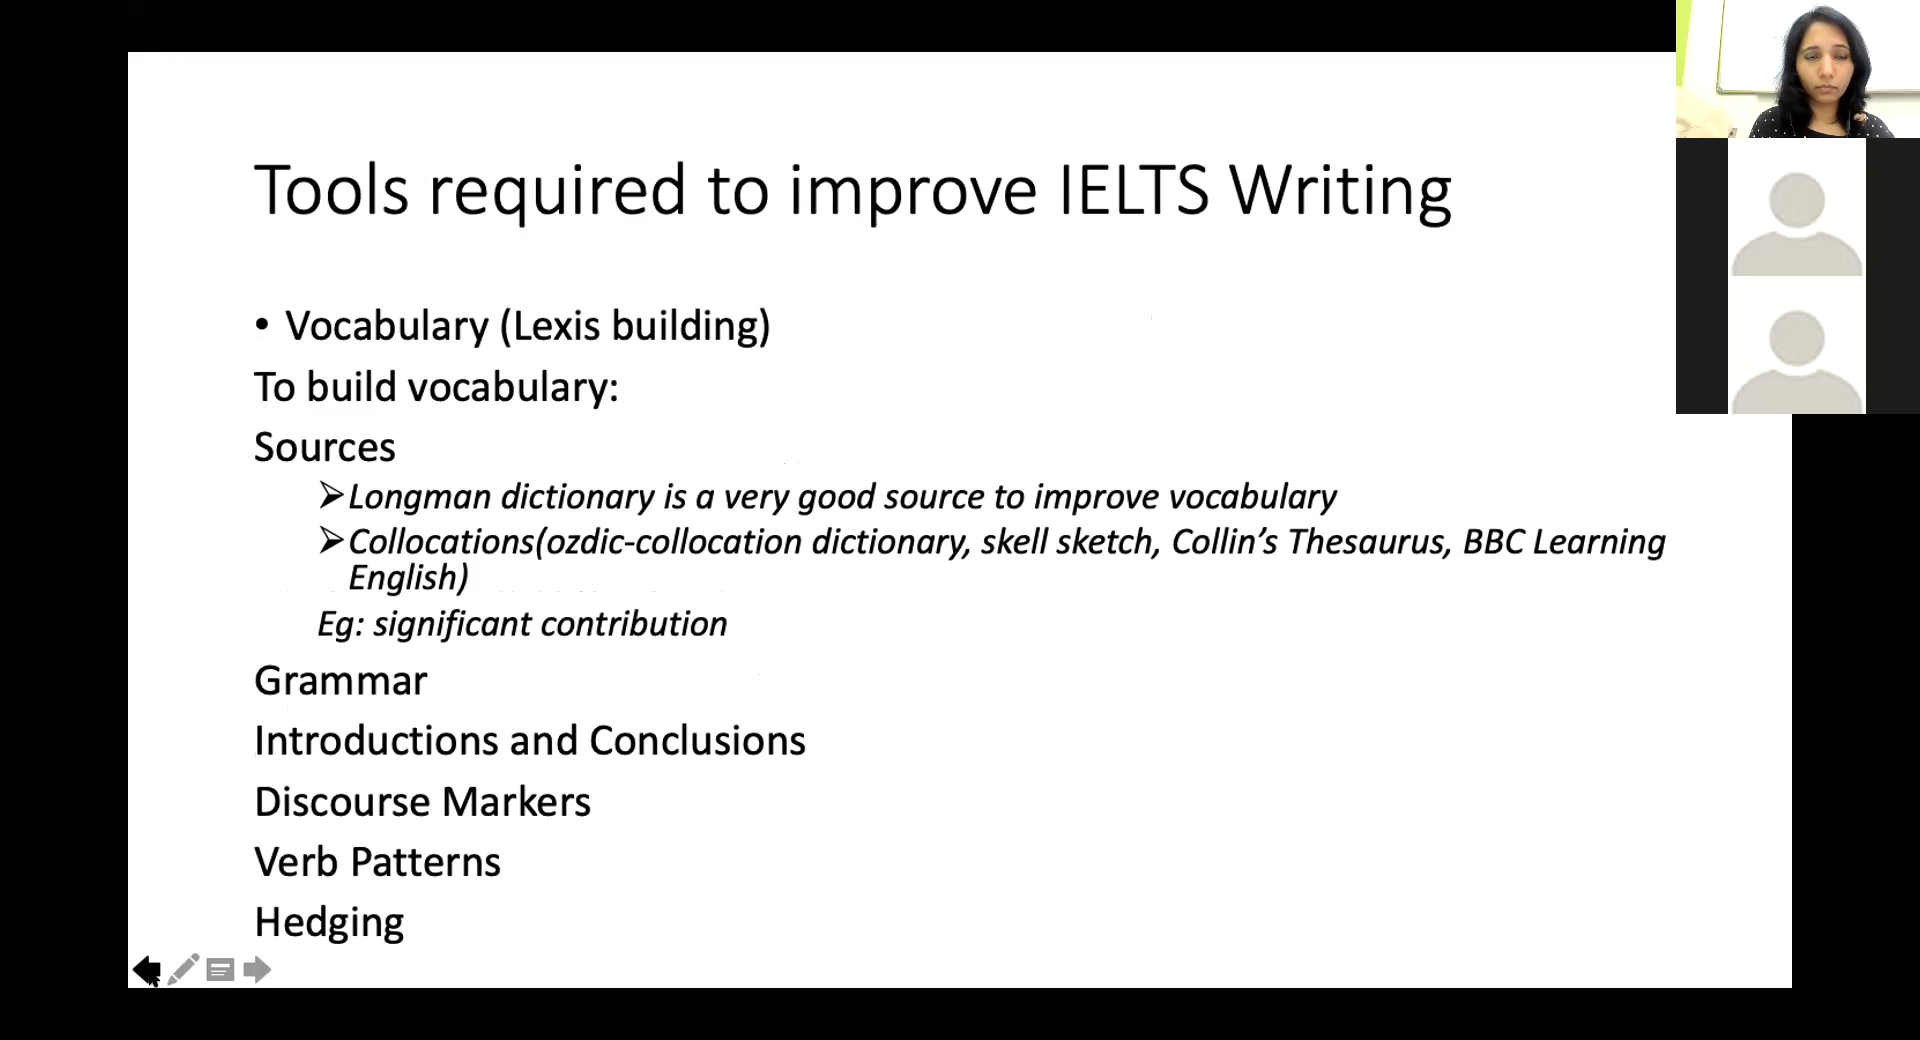 Tools required to improve IELTS Writing
• Vocabulary (Lexis building)
To build vocabulary:
Sources
➢Longman dictionary is a very good source to improve vocabulary
➢Collocations(ozdic-collocation dictionary, skell sketch, Collin’s Thesaurus, BBC Learning
English)
Eg: significant contribution
Grammar
Introductions and Conclusions
Discourse Markers
Verb Patterns
Hedging